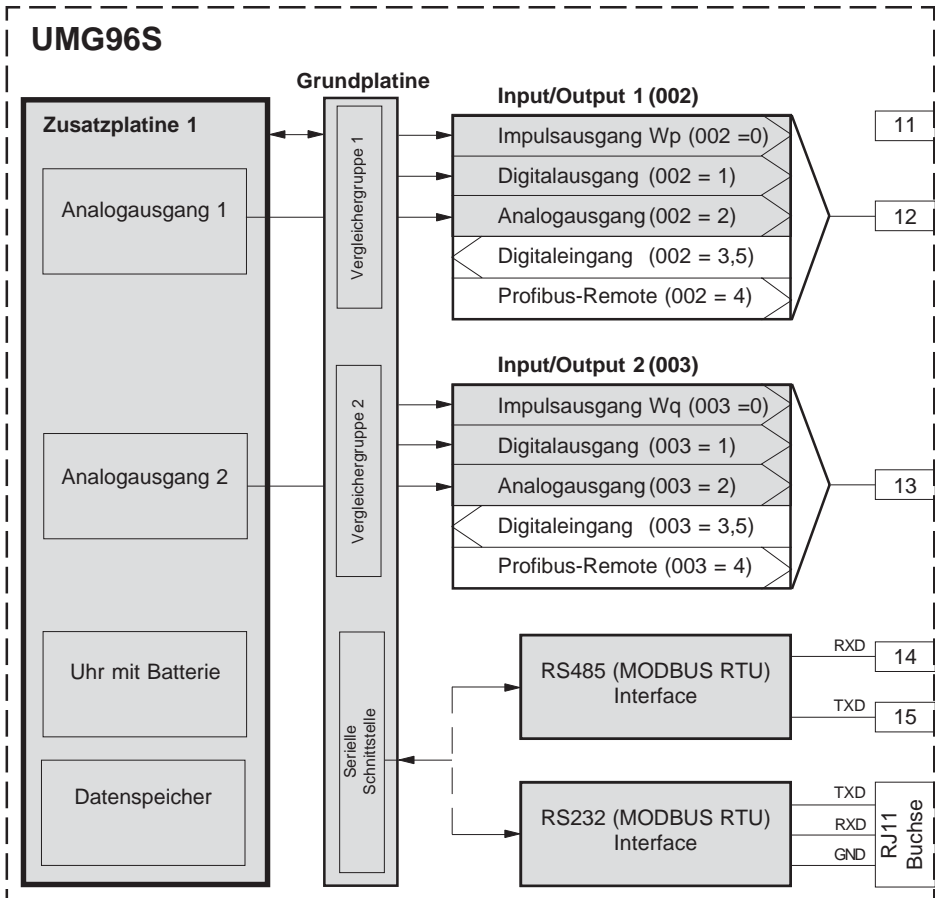 UMG96S
Grundplatine
Zusatzplatine 1
Analogausgang 1
Analogausgang 2
Uhr mit Batterie
Datenspeicher
Vergleichergruppe 1
Vergleichergruppe 2
Serielle
Schnittstelle
Input/Output 1 (002)
Impulsausgang Wp (002 =0)
Digitalausgang (002 = 1)
Analogausgang (002 = 2)
Digitaleingang (002 = 3,5)
Profibus-Remote (002 = 4)
11
12
Input/Output 2 (003)
Impulsausgang Wq (003 =0)
Digitalausgang (003 = 1)
Analogausgang (003 = 2)
Digitaleingang (003 = 3,5)
Profibus-Remote (003 = 4)
13
RS485 (MODBUS RTU)
Interface
RXD
14
TXD
15
RS232 (MODBUS RTU)
Interface
TXD
RXD
GND
RJ11
Buchse